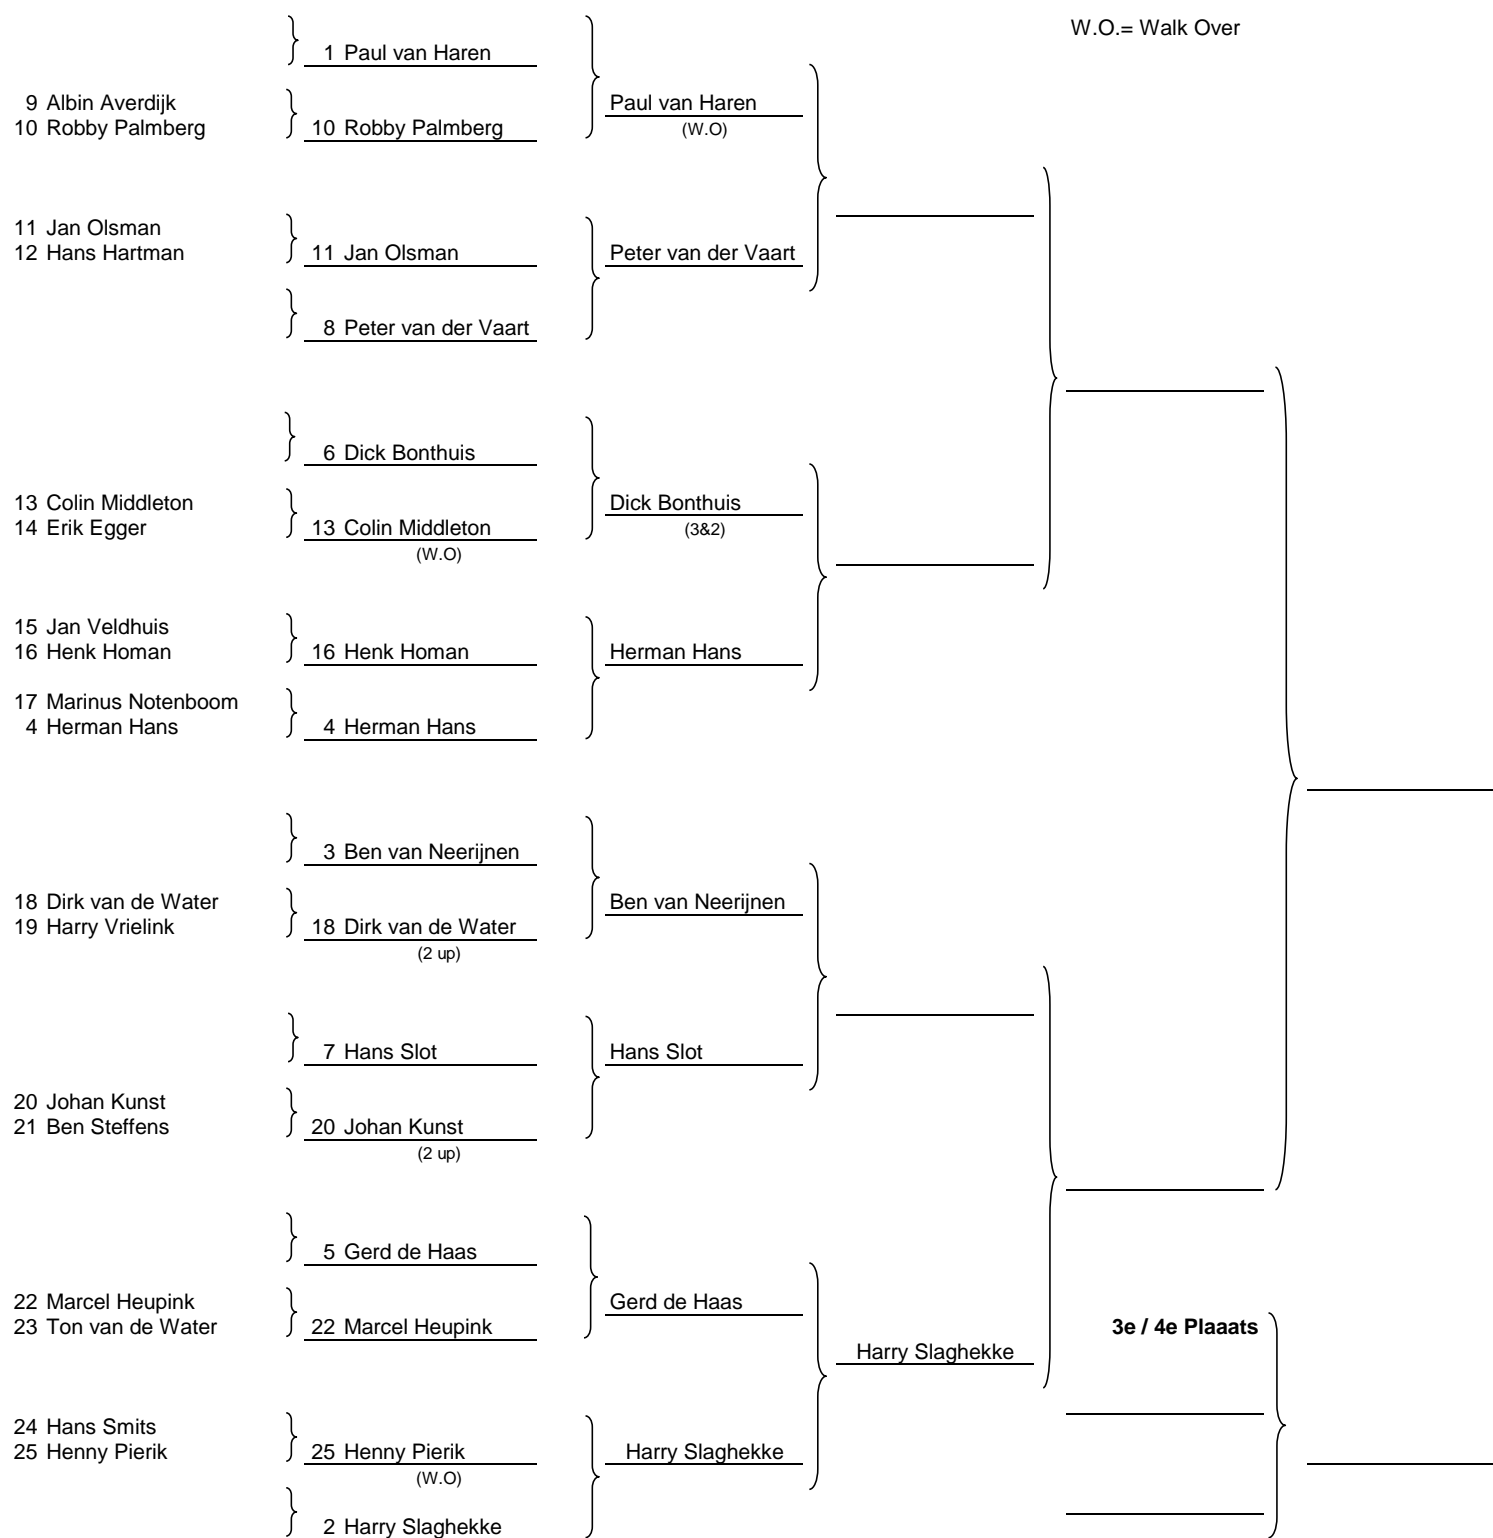 W.O.= Walk Over
1 Paul van Haren
9 Albin Averdijk
10 Robby Palmberg
10 Robby Palmberg
Paul van Haren
(W.O)
11 Jan Olsman
12 Hans Hartman
11 Jan Olsman
Peter van der Vaart
8 Peter van der Vaart
6 Dick Bonthuis
13 Colin Middleton
14 Erik Egger
13 Colin Middleton
(W.O)
Dick Bonthuis
(3&2)
15 Jan Veldhuis
16 Henk Homan
16 Henk Homan
Herman Hans
17 Marinus Notenboom
4 Herman Hans
4 Herman Hans
3 Ben van Neerijnen
18 Dirk van de Water
19 Harry Vrielink
18 Dirk van de Water
(2 up)
Ben van Neerijnen
7 Hans Slot
Hans Slot
20 Johan Kunst
21 Ben Steffens
20 Johan Kunst
(2 up)
5 Gerd de Haas
22 Marcel Heupink
23 Ton van de Water
22 Marcel Heupink
Gerd de Haas
3e / 4e Plaaats
Harry Slaghekke
24 Hans Smits
25 Henny Pierik
25 Henny Pierik
(W.O)
Harry Slaghekke
2 Harry Slaghekke